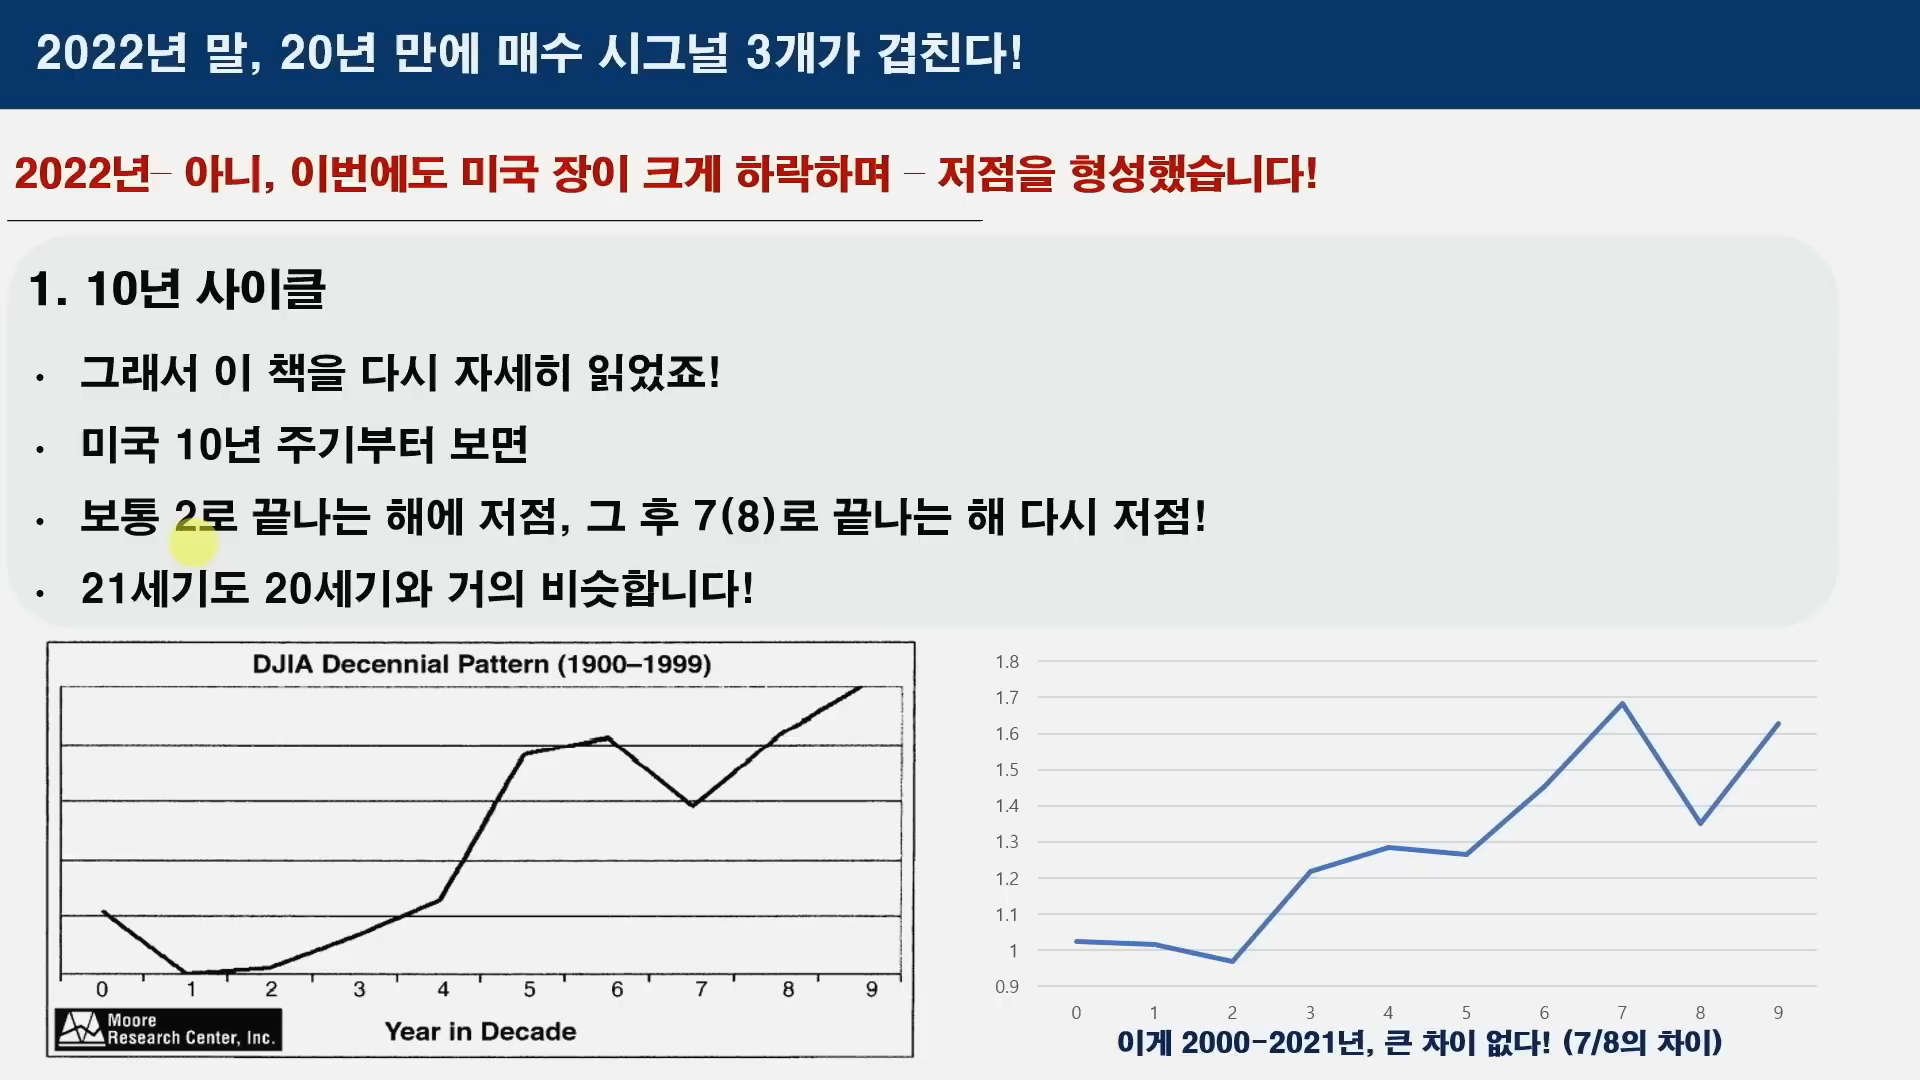 2022년 말, 20년 만에 매수 시그널 3개가 겹친다!
2022년– 아니, 이번에도 미국 장이 크게 하락하며 – 저점을 형성했습니다!
1. 10년 사이클
· 그래서 이 책을 다시 자세히 읽었죠!
· 미국 10년 주기부터 보면
· 보통 2로 끝나는 해에 저점, 그 후 7(8)로 끝나는 해 다시 저점!
· 21세기도 20세기와 거의 비슷합니다!
DJIA Decennial Pattern (1900–1999)
0 1 2 3 4 5 6 7 8 9
Moore
Research Center, Inc.
Year in Decade
1.8
1.7
1.6
1.5
1.4
1.3
1.2
1.1
1
0.9
0 1 2 3 4 5 6 7 8 9
이게 2000-2021년, 큰 차이 없다! (7/8의 차이)